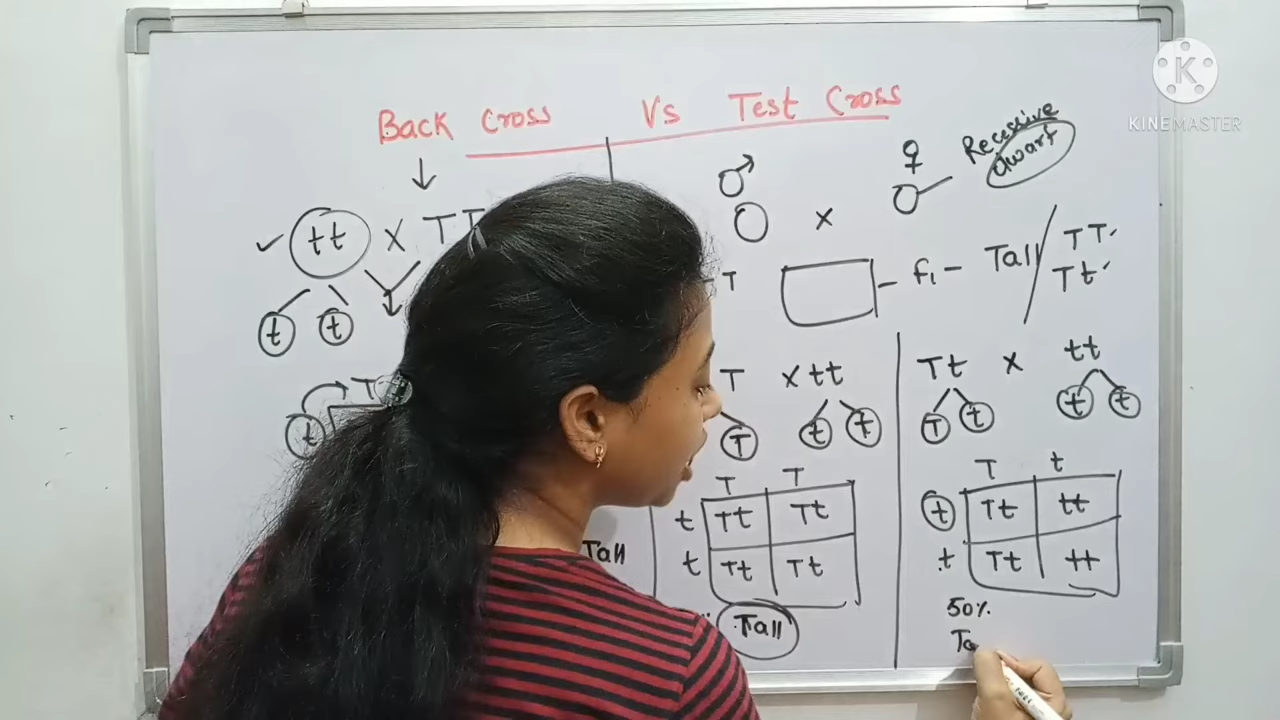 Back Cross Vs Test Cross
KINEMASTER
K
Recessive
dwarf
tt X TT
x
T
F1 - Tall
TT
Tt
t t
T
T X tt
T t t
Tt x tt
T t t t
t
T T
t Tt Tt
t Tt Tt
Tall
Tall
T t
t Tt tt
t Tt tt
50%
Ta